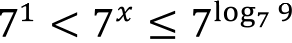 7¹ < 7ˣ ≤ 7^{log₇ 9}